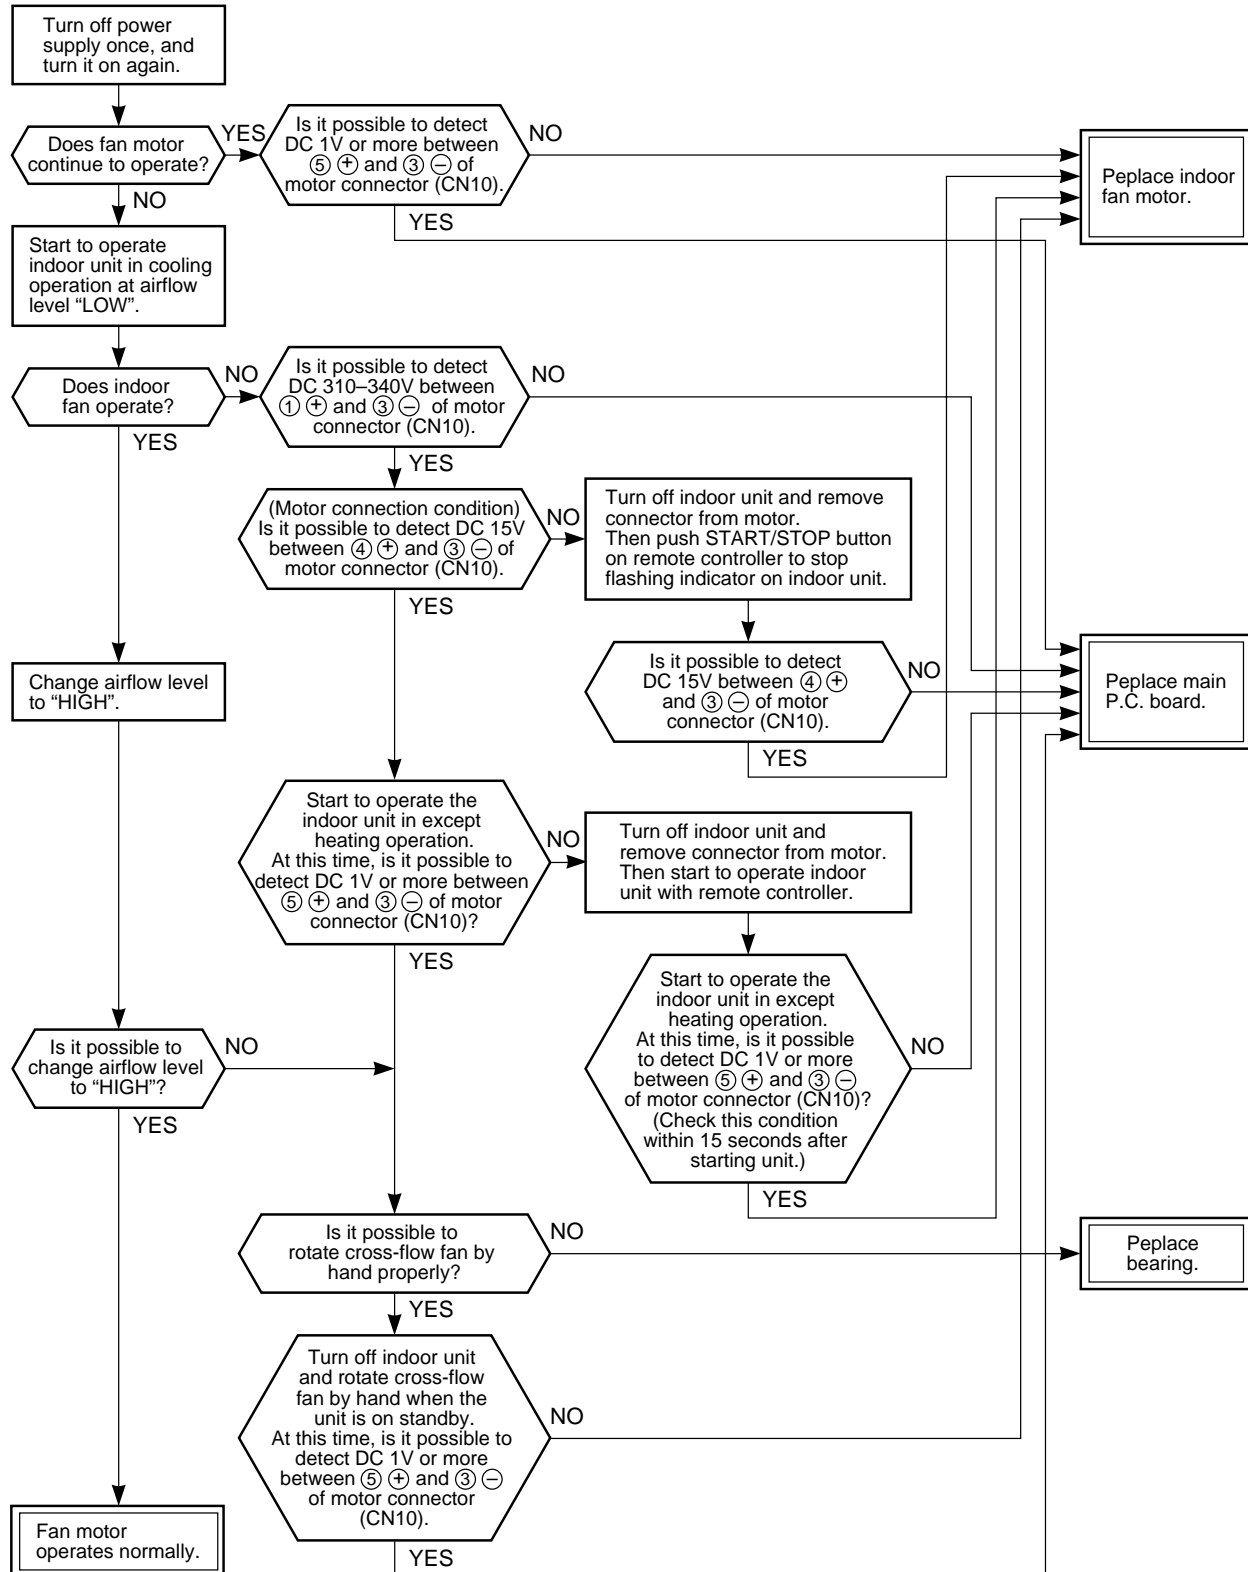 Turn off power
supply once, and
turn it on again.
Does fan motor
continue to operate?
YES
NO
Is it possible to detect
DC 1V or more between
⑤ ⊕ and ③ ⊖ of
motor connector (CN10).
NO
YES
Peplace indoor
fan motor.
Start to operate
indoor unit in cooling
operation at airflow
level “LOW”.
Does indoor
fan operate?
NO
YES
Is it possible to detect
DC 310–340V between
① ⊕ and ③ ⊖ of motor
connector (CN10).
NO
YES
(Motor connection condition)
Is it possible to detect DC 15V
between ④ ⊕ and ③ ⊖ of
motor connector (CN10).
NO
YES
Turn off indoor unit and remove
connector from motor.
Then push START/STOP button
on remote controller to stop
flashing indicator on indoor unit.
Is it possible to detect
DC 15V between ④ ⊕
and ③ ⊖ of motor
connector (CN10).
NO
YES
Peplace main
P.C. board.
Change airflow level
to “HIGH”.
Start to operate the
indoor unit in except
heating operation.
At this time, is it possible to
detect DC 1V or more between
⑤ ⊕ and ③ ⊖ of motor
connector (CN10)?
NO
YES
Turn off indoor unit and
remove connector from motor.
Then start to operate indoor
unit with remote controller.
Start to operate the
indoor unit in except
heating operation.
At this time, is it possible
to detect DC 1V or more
between ⑤ ⊕ and ③ ⊖
of motor connector (CN10)?
(Check this condition
within 15 seconds after
starting unit.)
NO
YES
Is it possible to
change airflow level
to “HIGH”?
NO
YES
Is it possible to
rotate cross-flow fan by
hand properly?
NO
YES
Peplace
bearing.
Turn off indoor unit
and rotate cross-flow
fan by hand when the
unit is on standby.
At this time, is it possible to
detect DC 1V or more
between ⑤ ⊕ and ③ ⊖
of motor connector
(CN10).
NO
YES
Fan motor
operates normally.